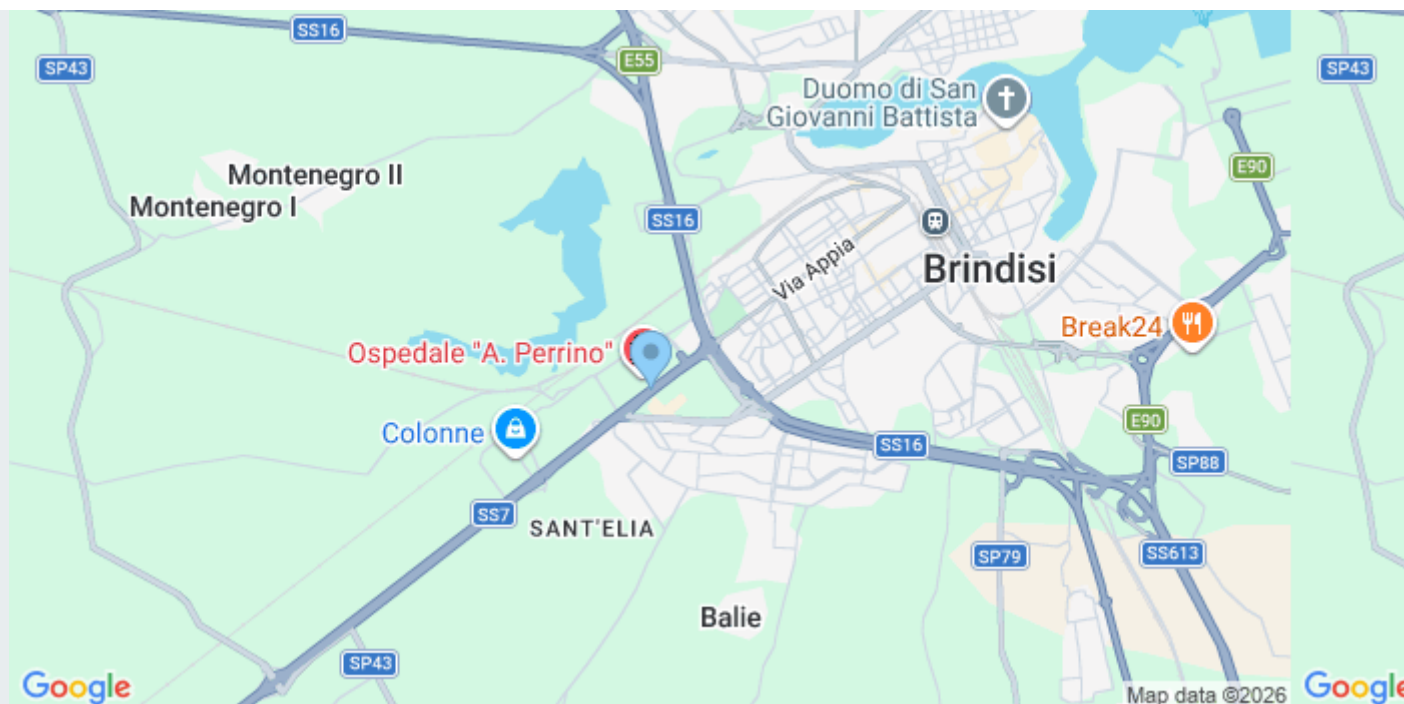 SS16
SP43
E55
SP43
Duomo di San
Giovanni Battista
E90
Montenegro II
Montenegro I
SS16
Via Appia
Brindisi
Break24
Ospedale "A. Perrino"
Colonne
E90
SS16
SP88
SS7
SANT'ELIA
SP79
SS613
Balie
SP43
Google
Map data ©2026
Google